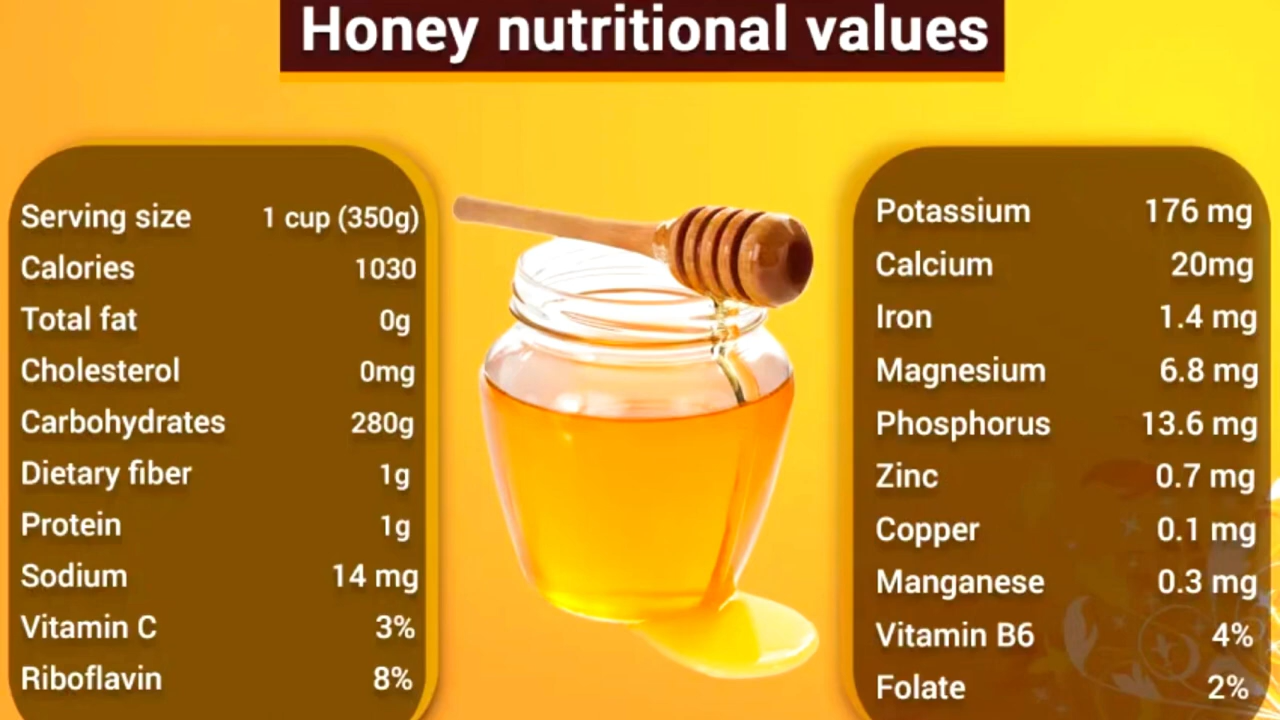 Honey nutritional values
Serving size 1 cup (350g)
Calories 1030
Total fat 0g
Cholesterol 0mg
Carbohydrates 280g
Dietary fiber 1g
Protein 1g
Sodium 14 mg
Vitamin C 3%
Riboflavin 8%
Potassium 176 mg
Calcium 20mg
Iron 1.4 mg
Magnesium 6.8 mg
Phosphorus 13.6 mg
Zinc 0.7 mg
Copper 0.1 mg
Manganese 0.3 mg
Vitamin B6 4%
Folate 2%